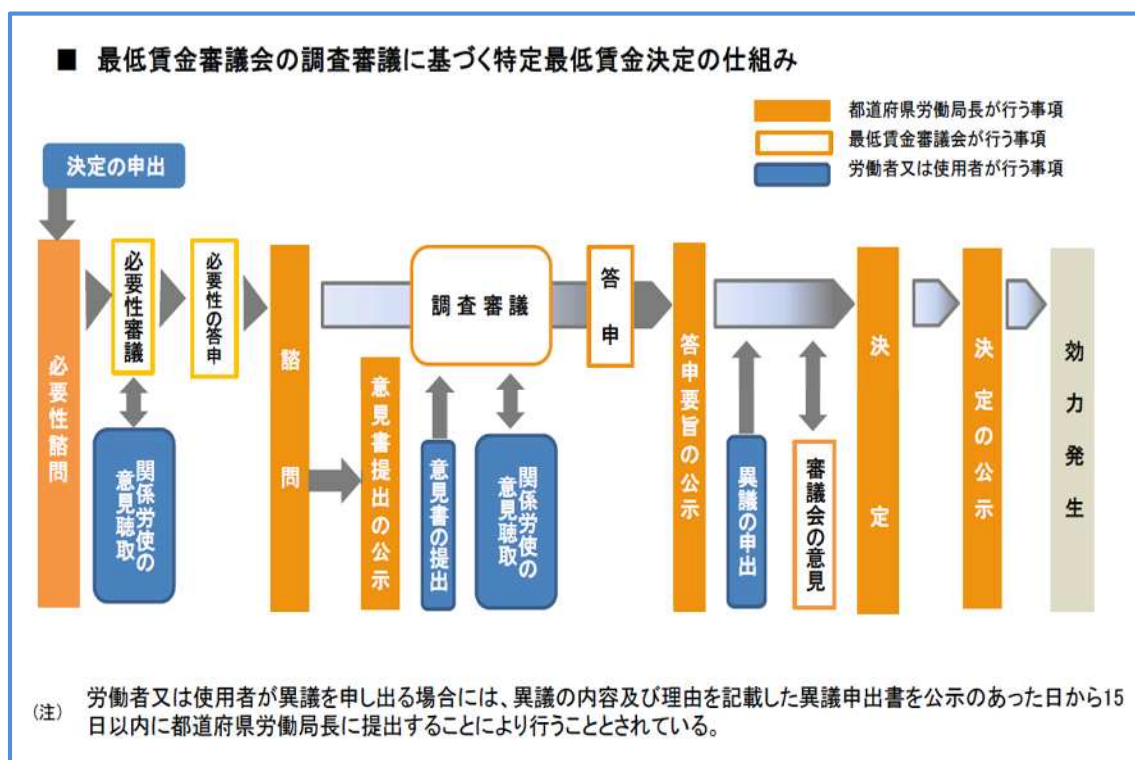 ■ 最低賃金審議会の調査審議に基づく特定最低賃金決定の仕組み
都道府県労働局長が行う事項
最低賃金審議会が行う事項
労働者又は使用者が行う事項
決定の申出
必要性諮問
必要性審議
関係労使の
意見聴取
必要性の答申
諮問
意見書提出の公示
調査審議
意見書の提出
関係労使の
意見聴取
答申
答申要旨の公示
異議の申出
審議会の意見
決定
決定の公示
効力発生
(注) 労働者又は使用者が異議を申し出る場合には、異議の内容及び理由を記載した異議申出書を公示のあった日から15
日以内に都道府県労働局長に提出することにより行うこととされている。